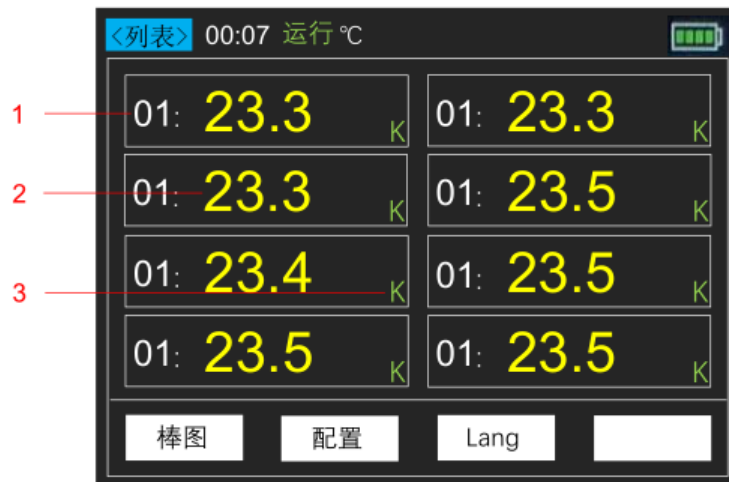 <列表> 00:07 运行 ℃
1 01: 23.3 K 01: 23.3 K
2 01: 23.3 K 01: 23.5 K
3 01: 23.4 K 01: 23.5 K
01: 23.5 K 01: 23.5 K
棒图 配置 Lang